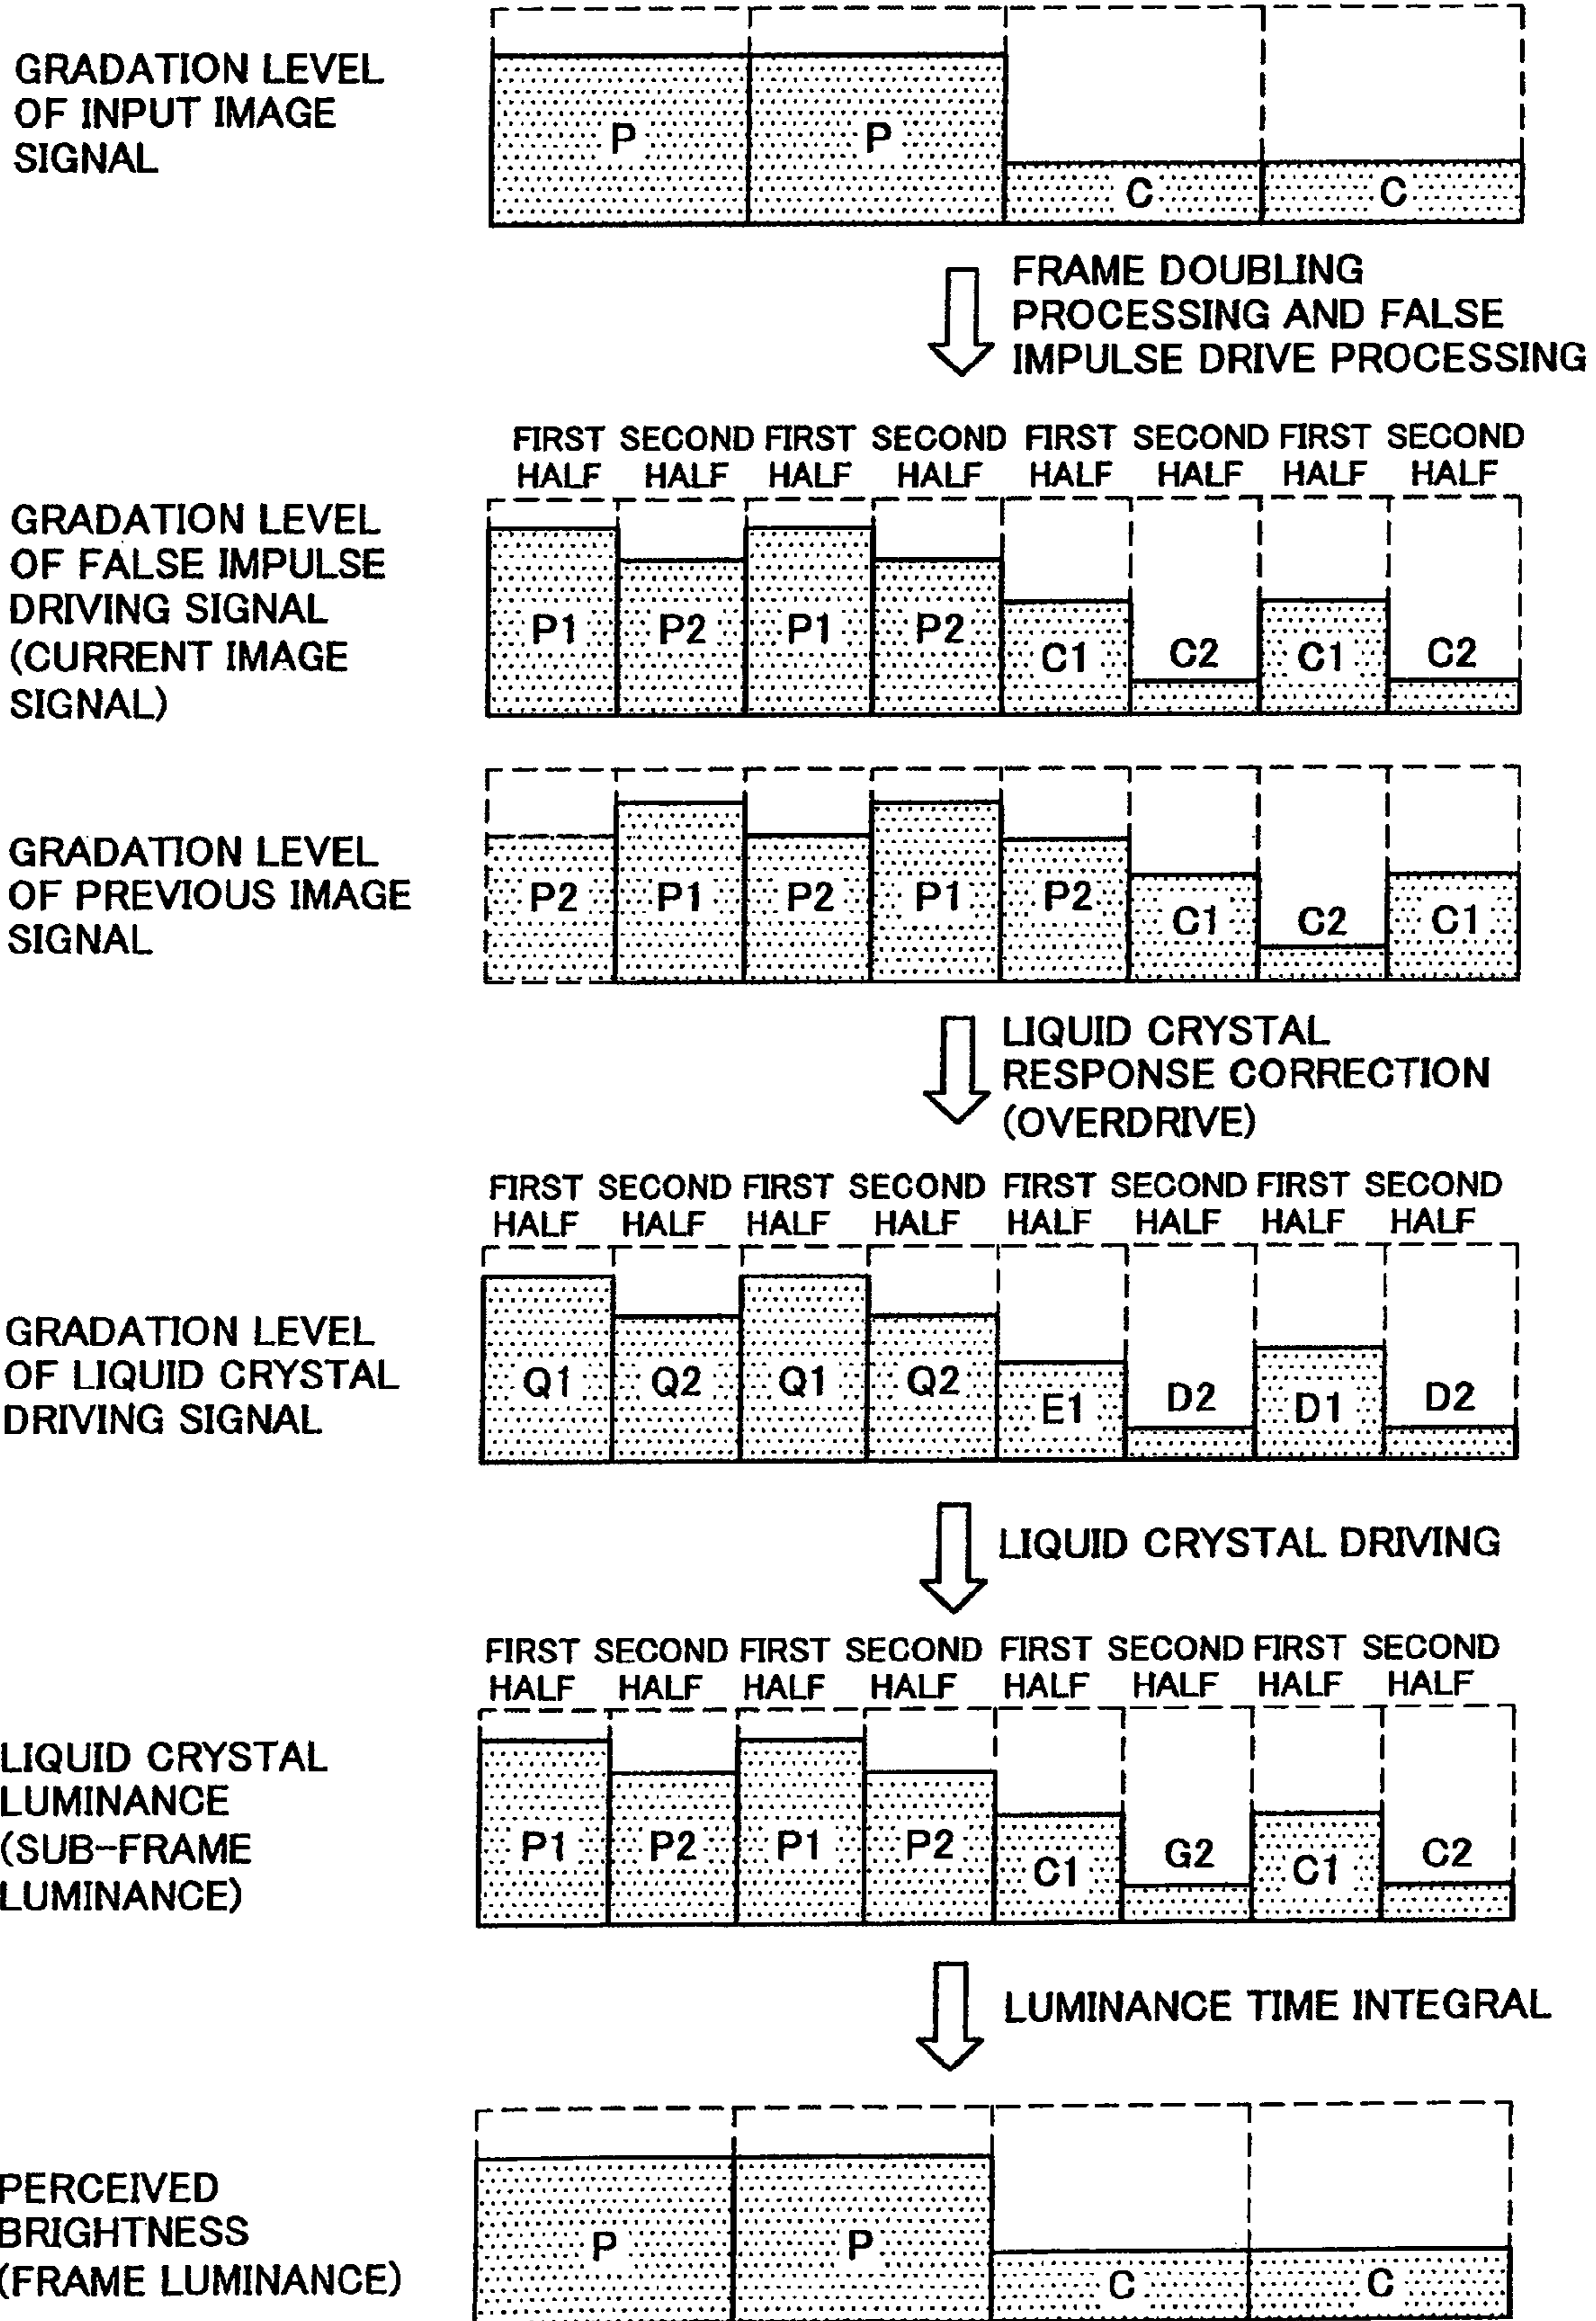 GRADATION LEVEL
OF INPUT IMAGE
SIGNAL
P P C C
FRAME DOUBLING
PROCESSING AND FALSE
IMPULSE DRIVE PROCESSING
FIRST SECOND FIRST SECOND FIRST SECOND FIRST SECOND
HALF HALF HALF HALF HALF HALF HALF HALF
GRADATION LEVEL
OF FALSE IMPULSE
DRIVING SIGNAL
(CURRENT IMAGE
SIGNAL)
P1 P2 P1 P2 C1 C2 C1 C2
GRADATION LEVEL
OF PREVIOUS IMAGE
SIGNAL
P2 P1 P2 P1 P2 C1 C2 C1
LIQUID CRYSTAL
RESPONSE CORRECTION
(OVERDRIVE)
FIRST SECOND FIRST SECOND FIRST SECOND FIRST SECOND
HALF HALF HALF HALF HALF HALF HALF HALF
GRADATION LEVEL
OF LIQUID CRYSTAL
DRIVING SIGNAL
Q1 Q2 Q1 Q2 E1 D2 D1 D2
LIQUID CRYSTAL DRIVING
FIRST SECOND FIRST SECOND FIRST SECOND FIRST SECOND
HALF HALF HALF HALF HALF HALF HALF HALF
LIQUID CRYSTAL
LUMINANCE
(SUB-FRAME
LUMINANCE)
P1 P2 P1 P2 C1 G2 C1 C2
LUMINANCE TIME INTEGRAL
PERCEIVED
BRIGHTNESS
(FRAME LUMINANCE)
P P C C